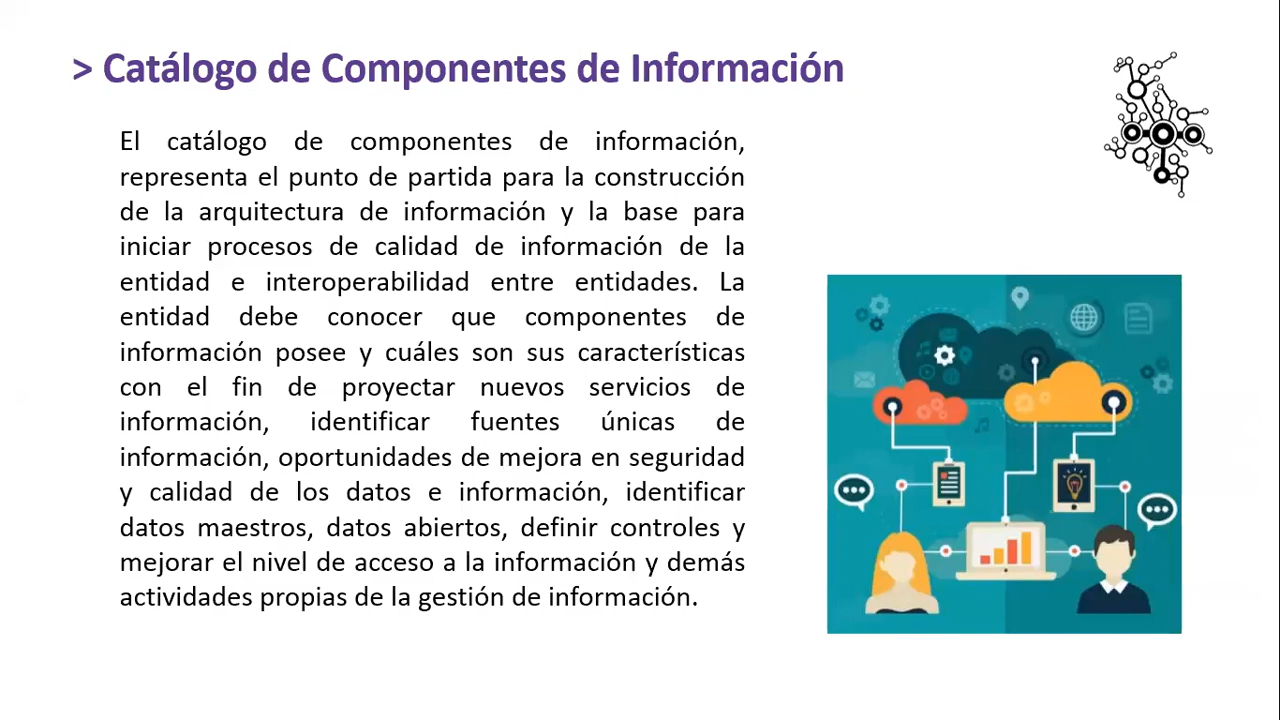 > Catálogo de Componentes de Información
El catálogo de componentes de información,
representa el punto de partida para la construcción
de la arquitectura de información y la base para
iniciar procesos de calidad de información de la
entidad e interoperabilidad entre entidades. La
entidad debe conocer que componentes de
información posee y cuáles son sus características
con el fin de proyectar nuevos servicios de
información, identificar fuentes únicas de
información, oportunidades de mejora en seguridad
y calidad de los datos e información, identificar
datos maestros, datos abiertos, definir controles y
mejorar el nivel de acceso a la información y demás
actividades propias de la gestión de información.